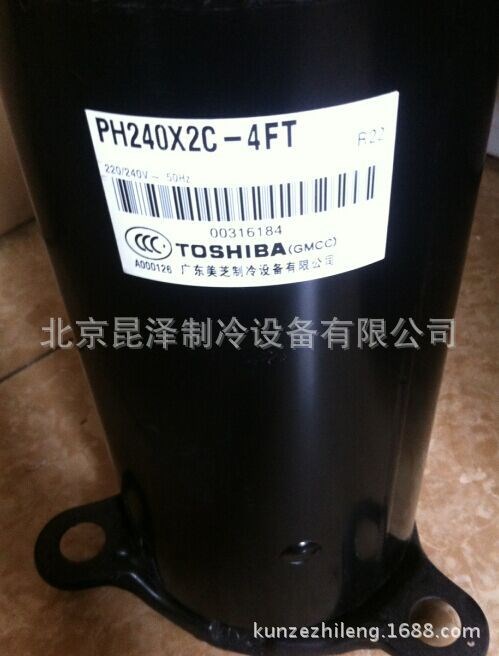 PH240X2C-4FT R22
220/240V ~ 50Hz
00316184
CCC TOSHIBA (GMCC)
A000126 广东美芝制冷设备有限公司
北京昆泽制冷设备有限公司
kunzezhileng.1688.com